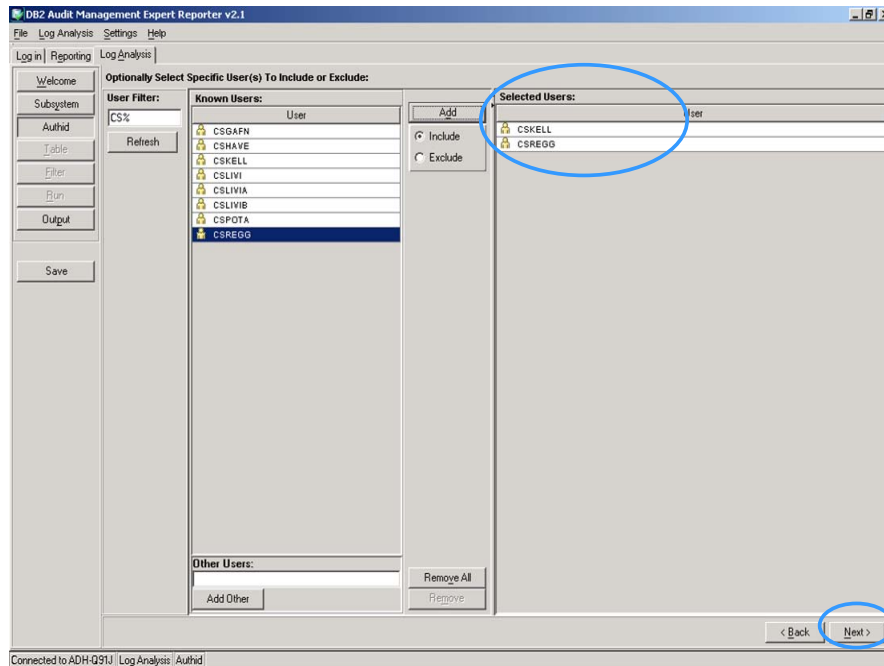 DB2 Audit Management Expert Reporter v2.1
File Log Analysis Settings Help
Log in Reporting Log Analysis
Welcome
Subsystem
Authid
Table
Filter
Run
Output
Save
Optionally Select Specific User(s) To Include or Exclude:
User Filter:
CS%
Refresh
Known Users:
User
CSGAFN
CSHAVE
CSKELL
CSLIVI
CSLIVIA
CSLIVIB
CSPOTA
CSREGG
Other Users:
Add Other
Add
Include
Exclude
Remove All
Remove
Selected Users:
User
CSKELL
CSREGG
< Back
Next >
Connected to ADH-Q91J Log Analysis Authid